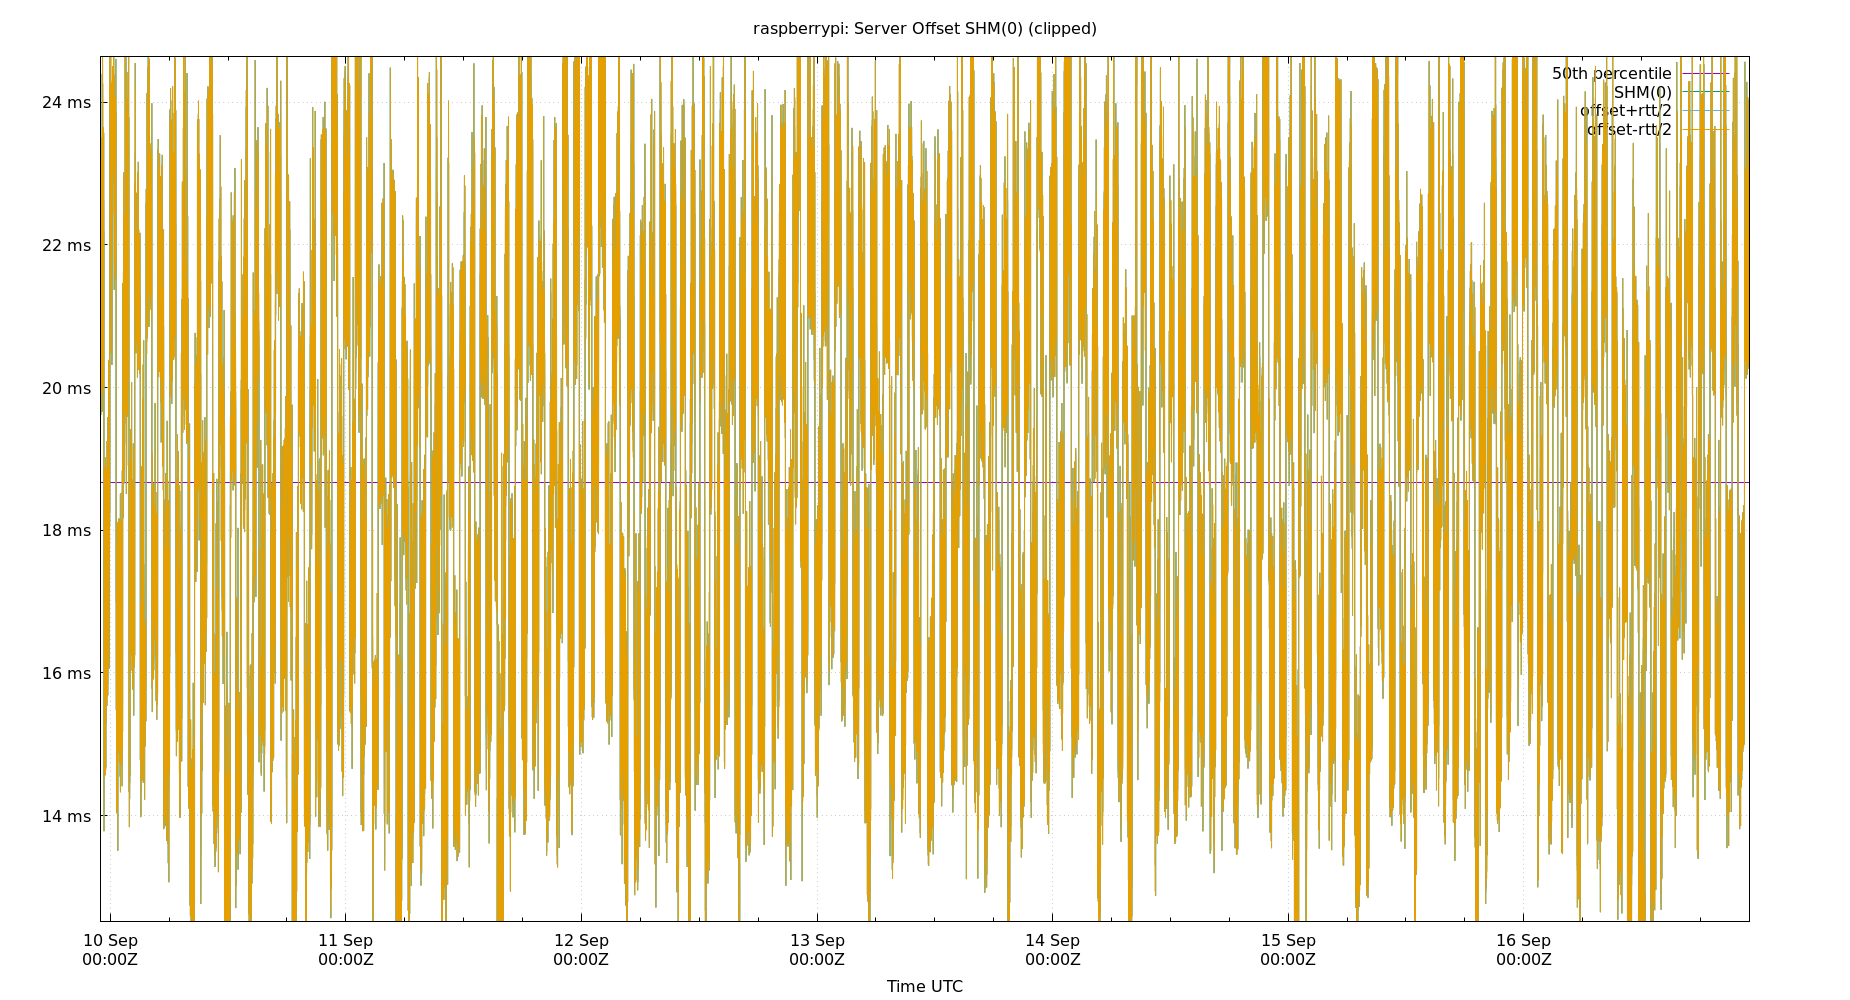 raspberrypi: Server Offset SHM(0) (clipped)
50th percentile
SHM(0)
offset+rtt/2
offset-rtt/2
24 ms
22 ms
20 ms
18 ms
16 ms
14 ms
10 Sep 11 Sep 12 Sep 13 Sep 14 Sep 15 Sep 16 Sep
00:00Z 00:00Z 00:00Z 00:00Z 00:00Z 00:00Z 00:00Z
Time UTC